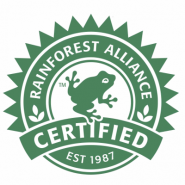 RAINFOREST ALLIANCE
TM
CERTIFIED
EST 1987